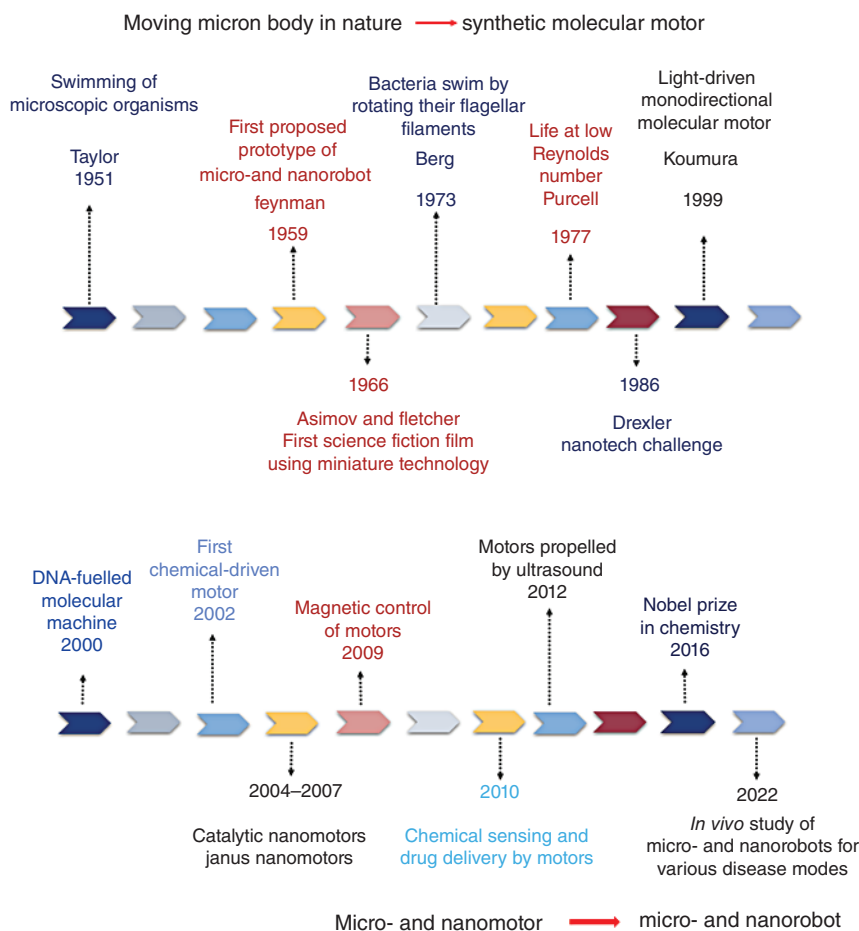 Moving micron body in nature synthetic molecular motor
Swimming of
microscopic organisms
Taylor
1951
First proposed
prototype of
micro-and nanorobot
feynman
1959
Bacteria swim by
rotating their flagellar
filaments
Berg
1973
Life at low
Reynolds
number
Purcell
1977
Light-driven
monodirectional
molecular motor
Koumura
1999
1966
Asimov and fletcher
First science fiction film
using miniature technology
1986
Drexler
nanotech challenge
DNA-fuelled
molecular
machine
2000
First
chemical-driven
motor
2002
Magnetic control
of motors
2009
Motors propelled
by ultrasound
2012
Nobel prize
in chemistry
2016
2004–2007
Catalytic nanomotors
janus nanomotors
2010
Chemical sensing and
drug delivery by motors
2022
In vivo study of
micro- and nanorobots for
various disease modes
Micro- and nanomotor micro- and nanorobot